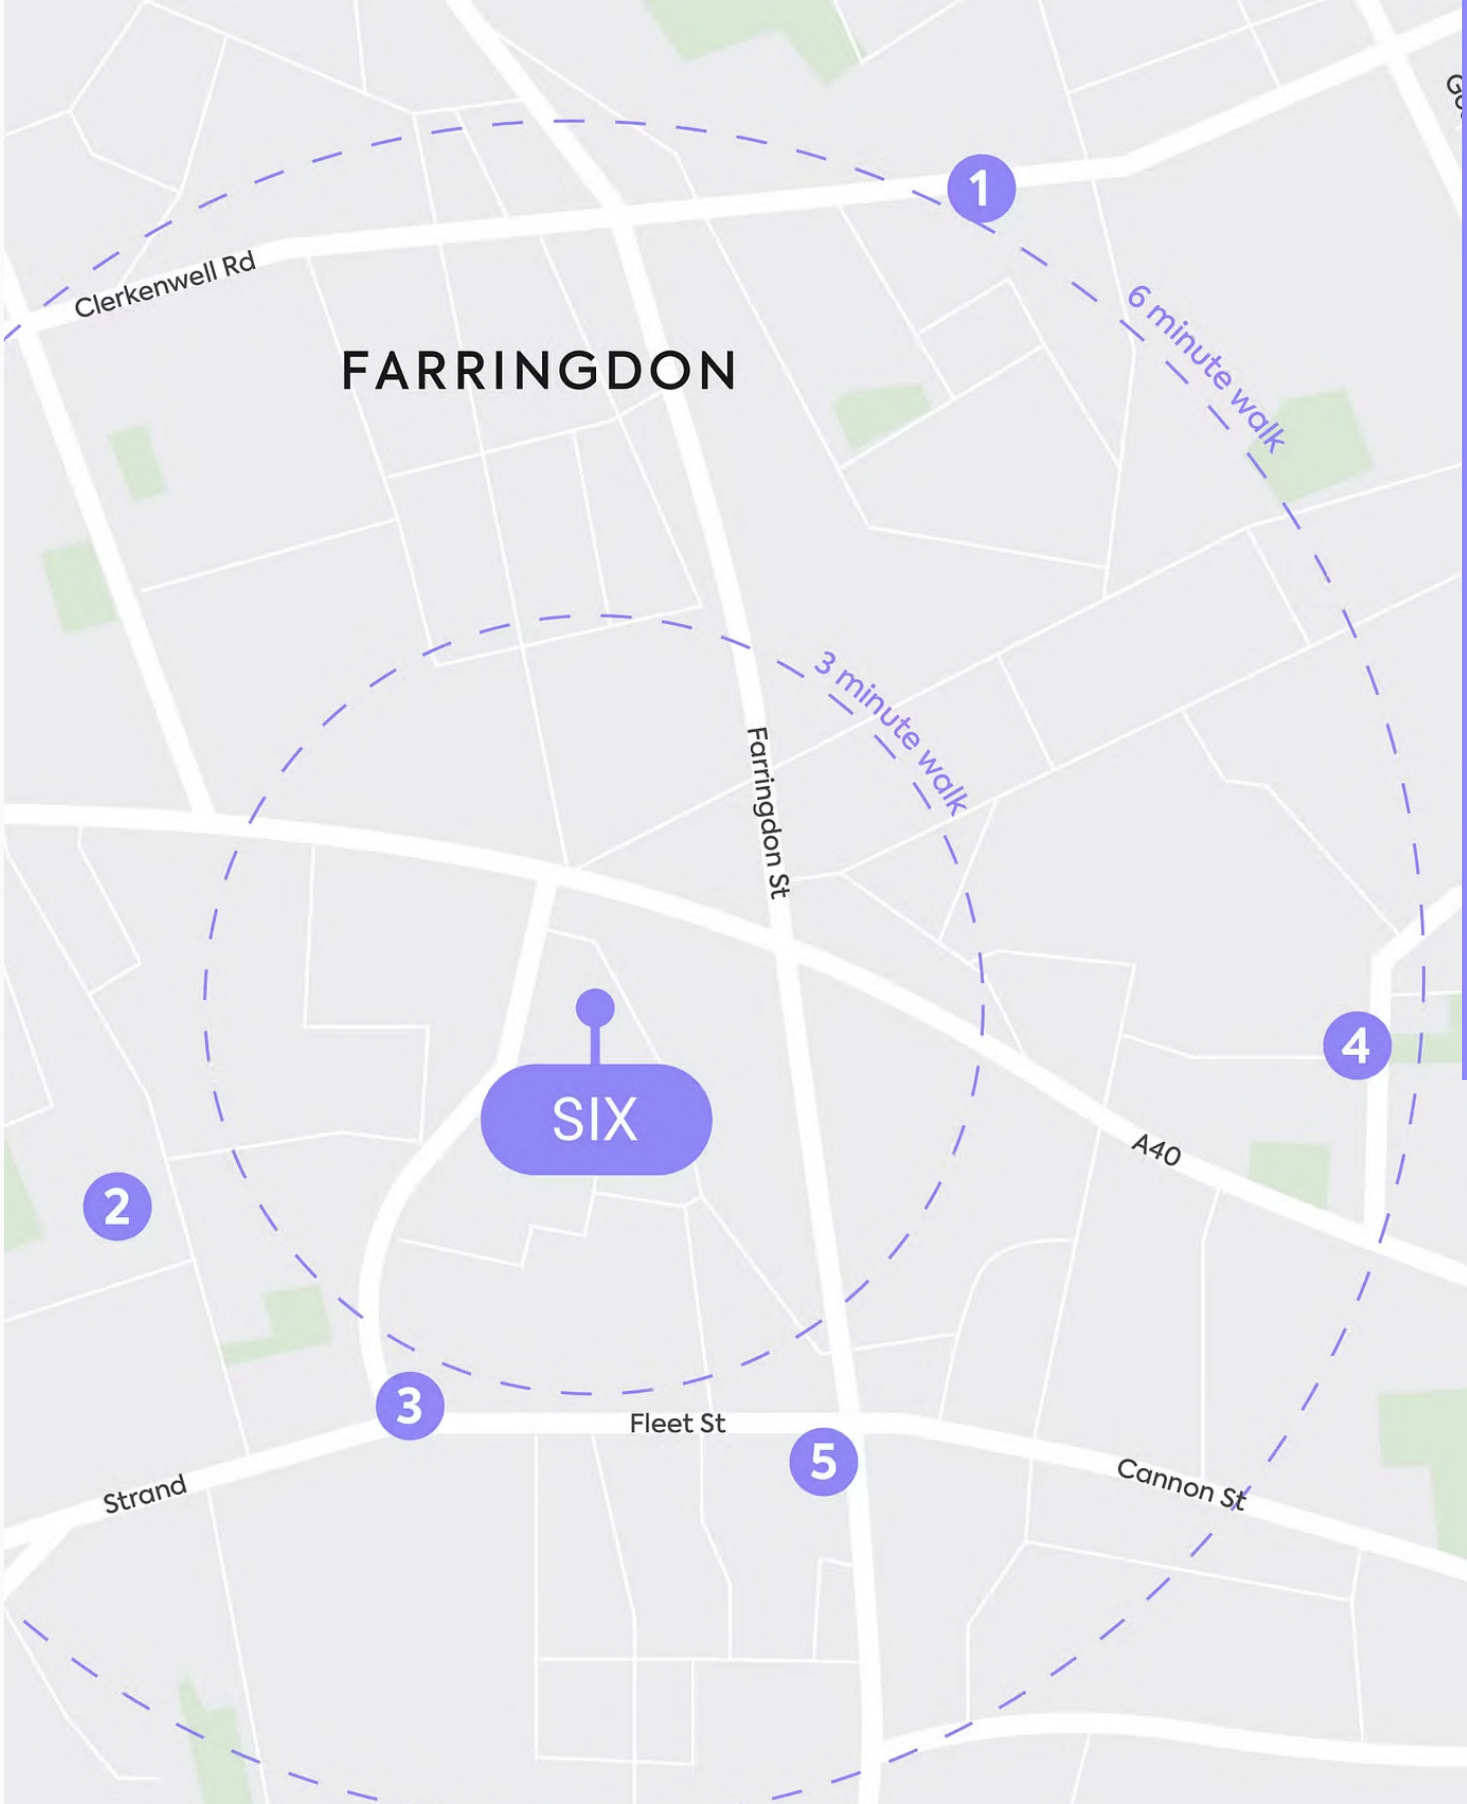 1
Clerkenwell Rd
6 minute walk
FARRINGDON
3 minute walk
Farringdon St
4
SIX
A40
2
3
Fleet St
5
Strand
Cannon St